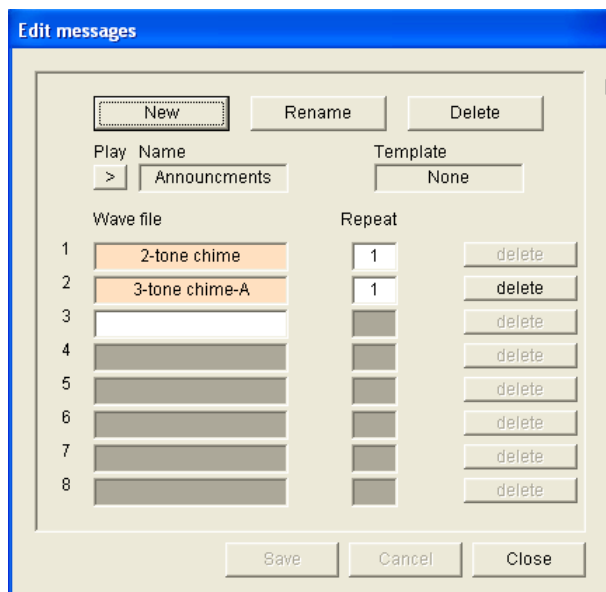 Edit messages
New Rename Delete
Play Name Template
> Announcments None
Wave file Repeat
1 2-tone chime 1 delete
2 3-tone chime-A 1 delete
3 delete
4 delete
5 delete
6 delete
7 delete
8 delete
Save Cancel Close